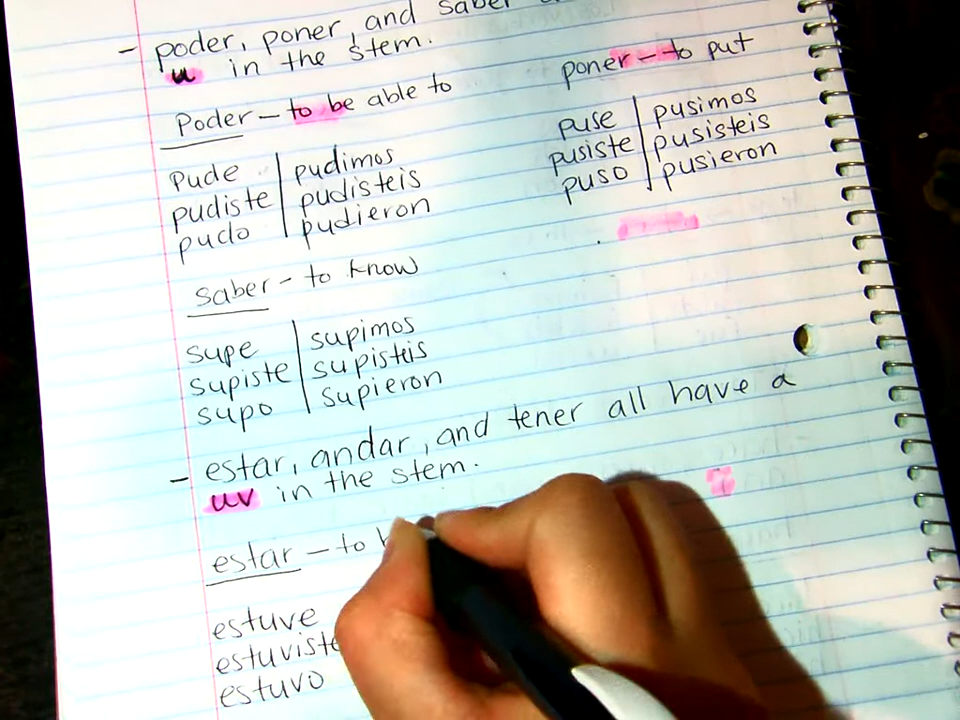 - poder, poner, and saber
u in the stem.
Poder - to be able to
pude | pudimos
pudiste | pudisteis
pudo | pudieron
poner - to put
puse | pusimos
pusiste | pusisteis
puso | pusieron
saber - to know
supe | supimos
supiste | supisteis
supo | supieron
- estar, andar, and tener all have a
uv in the stem.
estar - to
estuve
estuviste
estuvo